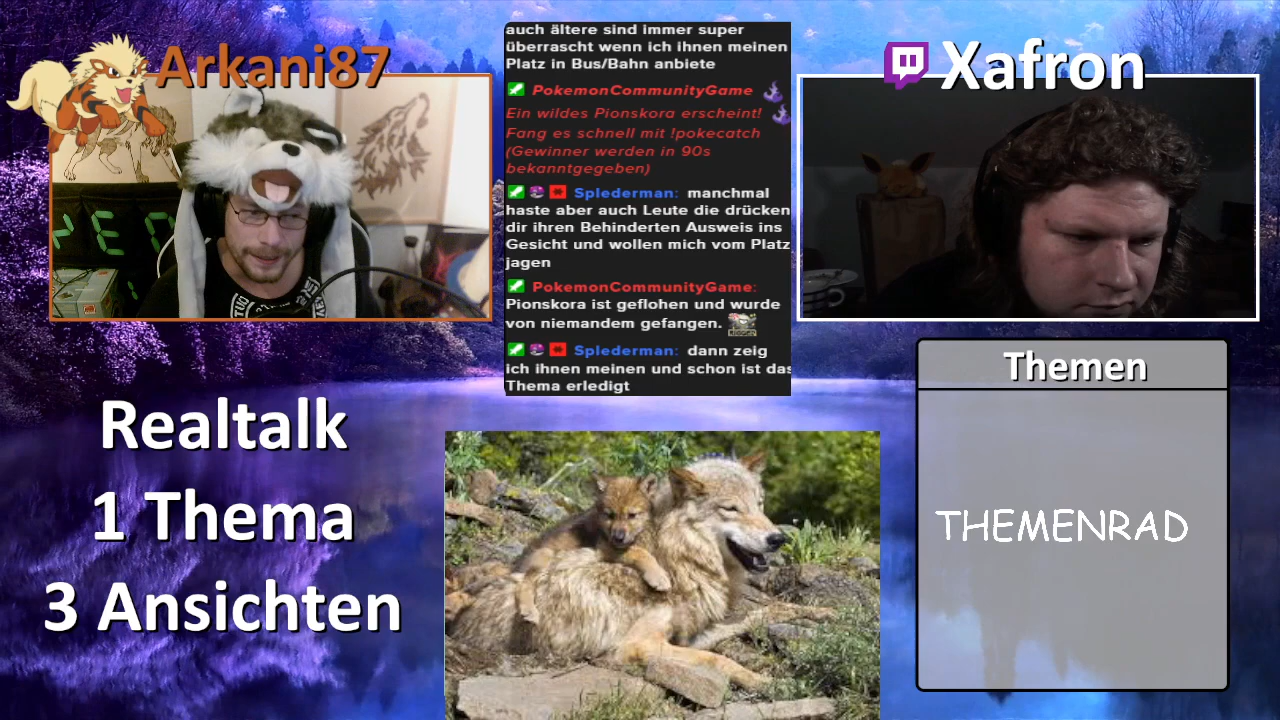 Arkani87
auch ältere sind immer super
überrascht wenn ich ihnen meinen
Platz in Bus/Bahn anbiete
PokemonCommunityGame
Ein wildes Pionskora erscheint!
Fang es schnell mit !pokecatch
(Gewinner werden in 90s
bekanntgegeben)
Spliederman: manchmal
haste aber auch Leute die drücken
dir ihren Behinderten Ausweis ins
Gesicht und wollen mich vom Platz
jagen
PokemonCommunityGame:
Pionskora ist geflohen und wurde
von niemandem gefangen.
Spliederman: dann zeig
ich ihnen meinen und schon ist das
Thema erledigt
Xafron
Realtalk
1 Thema
3 Ansichten
Themen
THEMENRAD